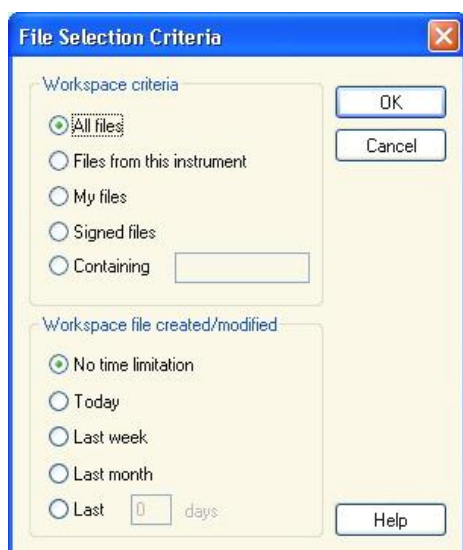 File Selection Criteria
Workspace criteria
All files
Files from this instrument
My files
Signed files
Containing
OK
Cancel
Workspace file created/modified
No time limitation
Today
Last week
Last month
Last 0 days
Help